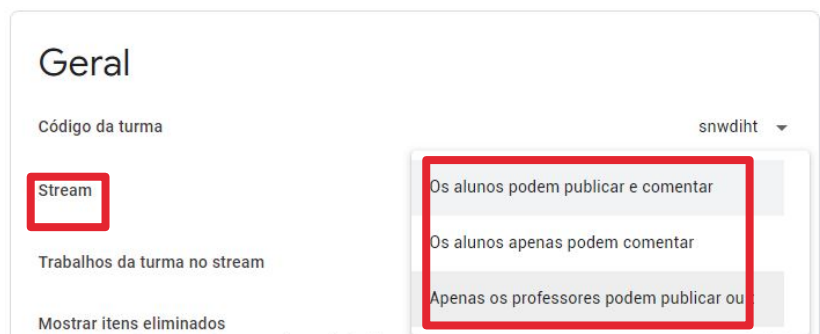 Geral
Código da turma snwdiht
Stream
Os alunos podem publicar e comentar
Os alunos apenas podem comentar
Trabalhos da turma no stream
Apenas os professores podem publicar ou
Mostrar itens eliminados